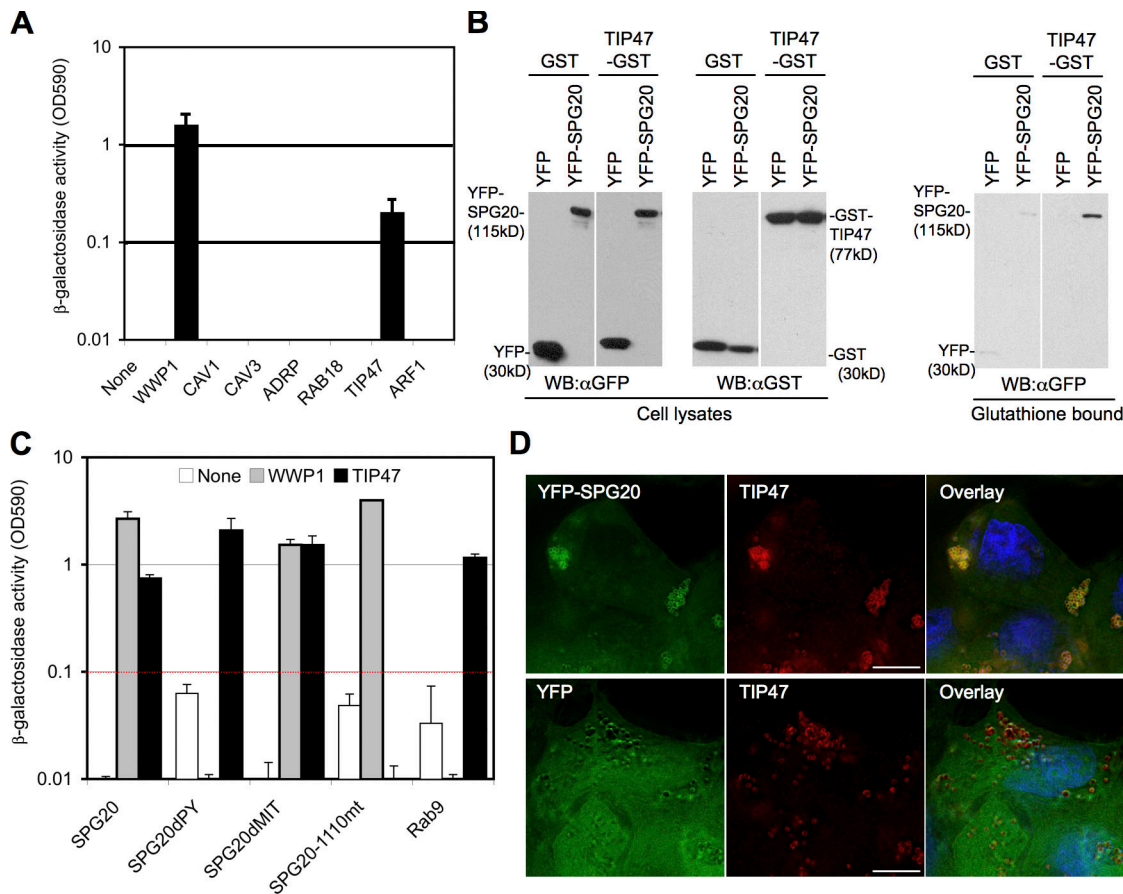 A
β-galactosidase activity (OD590)
10
1
0.1
0.01
None
WWP1
CAV1
CAV3
ADRP
RAB18
TIP47
ARF1
B
GST
TIP47
-GST
GST
TIP47
-GST
GST
TIP47
-GST
YFP
YFP-SPG20
YFP
YFP-SPG20
YFP
YFP-SPG20
YFP
YFP-SPG20
YFP
YFP-SPG20
YFP
YFP-SPG20
YFP-
SPG20-
(115kD)
YFP-
(30kD)
-GST-
TIP47
(77kD)
-GST
(30kD)
YFP-
SPG20-
(115kD)
YFP-
(30kD)
WB:αGFP
WB:αGST
WB:αGFP
Cell lysates
Glutathione bound
C
β-galactosidase activity (OD590)
10
1
0.1
0.01
None WWP1 TIP47
SPG20
SPG20dPY
SPG20dMIT
SPG20-1110mt
Rab9
D
YFP-SPG20
TIP47
Overlay
YFP
TIP47
Overlay